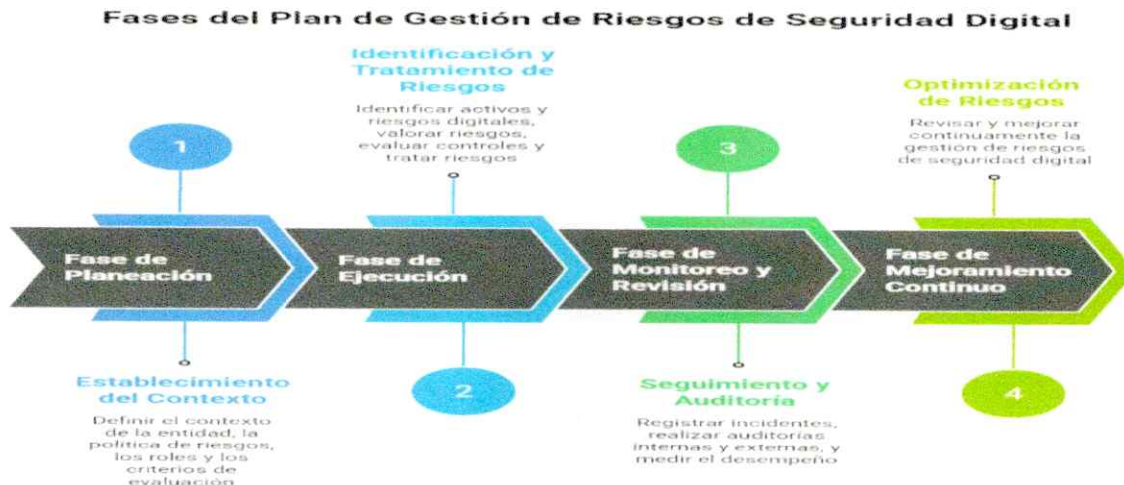 Fases del Plan de Gestión de Riesgos de Seguridad Digital
1
Fase de
Planeación
Establecimiento
del Contexto
Definir el contexto
de la entidad, la
política de riesgos,
los roles y los
criterios de
evaluación
Identificación y
Tratamiento de
Riesgos
Identificar activos y
riesgos digitales,
valorar riesgos,
evaluar controles y
tratar riesgos
Fase de
Ejecución
2
3
Fase de
Monitoreo y
Revisión
Seguimiento y
Auditoría
Registrar incidentes,
realizar auditorías
internas y externas, y
medir el desempeño
Optimización
de Riesgos
Revisar y mejorar
continuamente la
gestión de riesgos
de seguridad digital
Fase de
Mejoramiento
Continuo
4